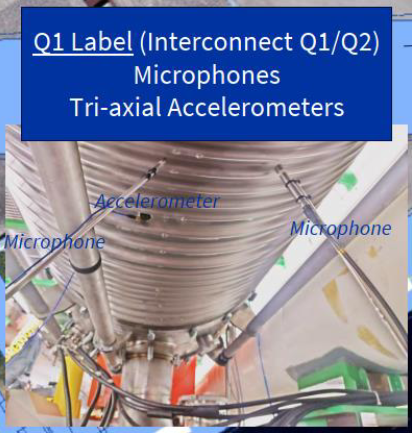 Q1 Label (Interconnect Q1/Q2)
Microphones
Tri-axial Accelerometers
Accelerometer
Microphone
Microphone